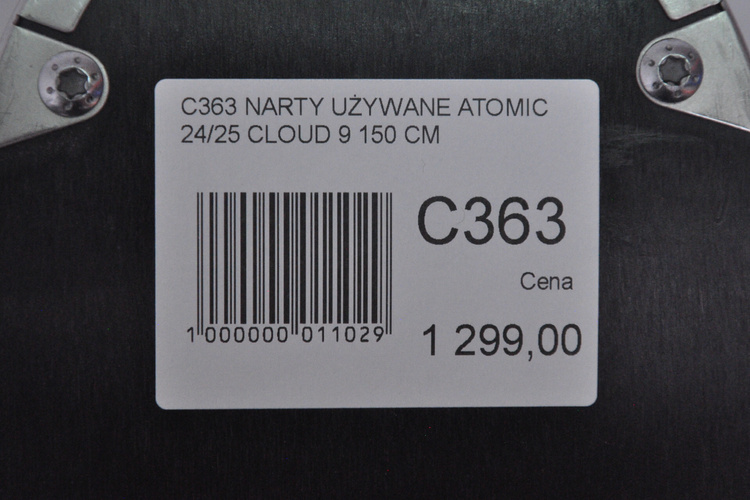 C363 NARTY UŻYWANE ATOMIC
24/25 CLOUD 9 150 CM
C363
Cena
1 299,00
1 000000 011029